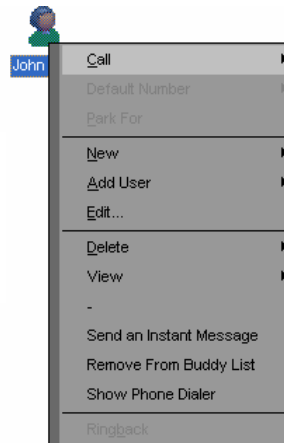 John
Call
Default Number
Park For
New
Add User
Edit...
Delete
View
-
Send an Instant Message
Remove From Buddy List
Show Phone Dialer
Ringback